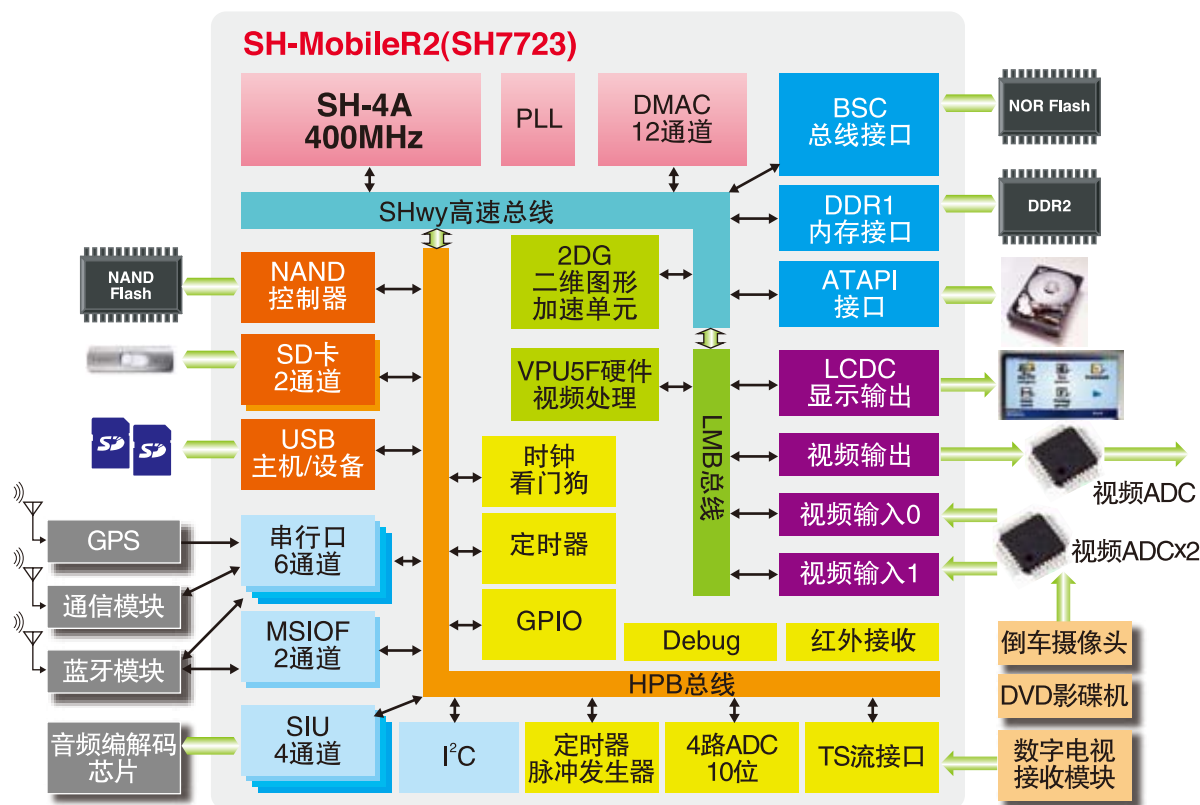 SH-MobileR2(SH7723)
SH-4A
400MHz
PLL
DMAC
12通道
BSC
总线接口
NOR Flash
SHwy高速总线
DDR1
内存接口
DDR2
NAND
Flash
NAND
控制器
2DG
二维图形
加速单元
ATAPI
接口
SD卡
2通道
VPU5F硬件
视频处理
LMB总线
LCDC
显示输出
SD
SD
USB
主机/设备
时钟
看门狗
视频输出
视频ADC
GPS
串行口
6通道
定时器
视频输入0
视频ADCx2
视频输入1
通信模块
GPIO
MSIOF
2通道
Debug
红外接收
倒车摄像头
蓝牙模块
HPB总线
DVD影碟机
音频编解码
芯片
SIU
4通道
I²C
定时器
脉冲发生器
4路ADC
10位
TS流接口
数字电视
接收模块